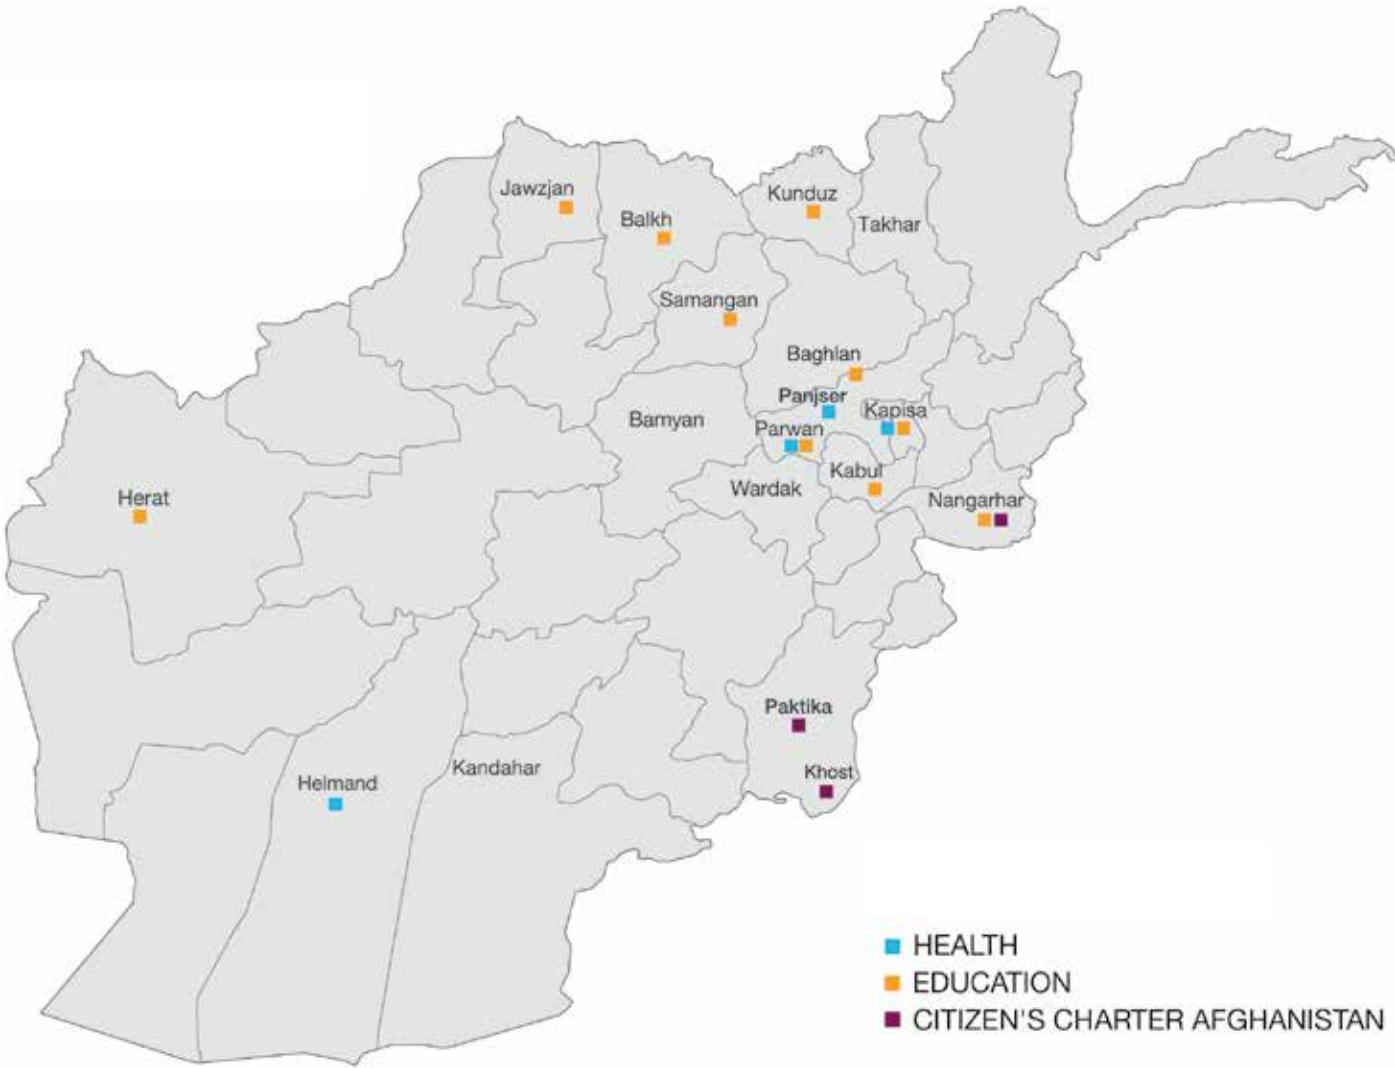 Jawzjan
Kunduz
Balkh
Takhar
Samangan
Baghlan
Panjser
Kapisa
Bamyan
Parwan
Kabul
Wardak
Herat
Nangarhar
Paktika
Kandahar
Khost
Helmand
HEALTH
EDUCATION
CITIZEN'S CHARTER AFGHANISTAN